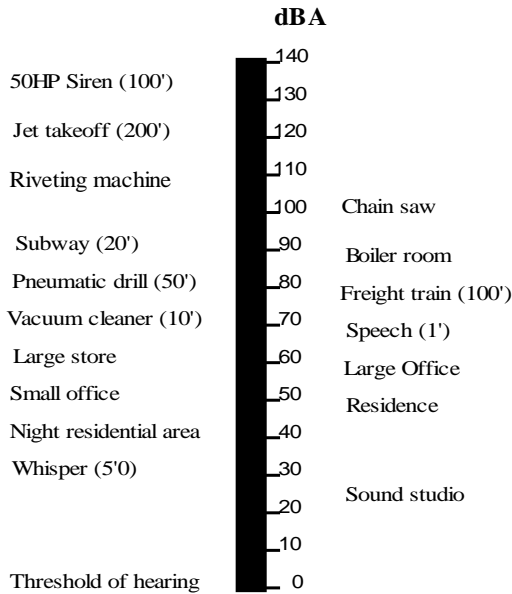 dBA
140
50HP Siren (100')
130
Jet takeoff (200')
120
110
Riveting machine
100
Chain saw
Subway (20')
90
Boiler room
Pneumatic drill (50')
80
Freight train (100')
Vacuum cleaner (10')
70
Speech (1')
Large store
60
Large Office
Small office
50
Residence
Night residential area
40
Whisper (5'0)
30
Sound studio
20
10
Threshold of hearing
0